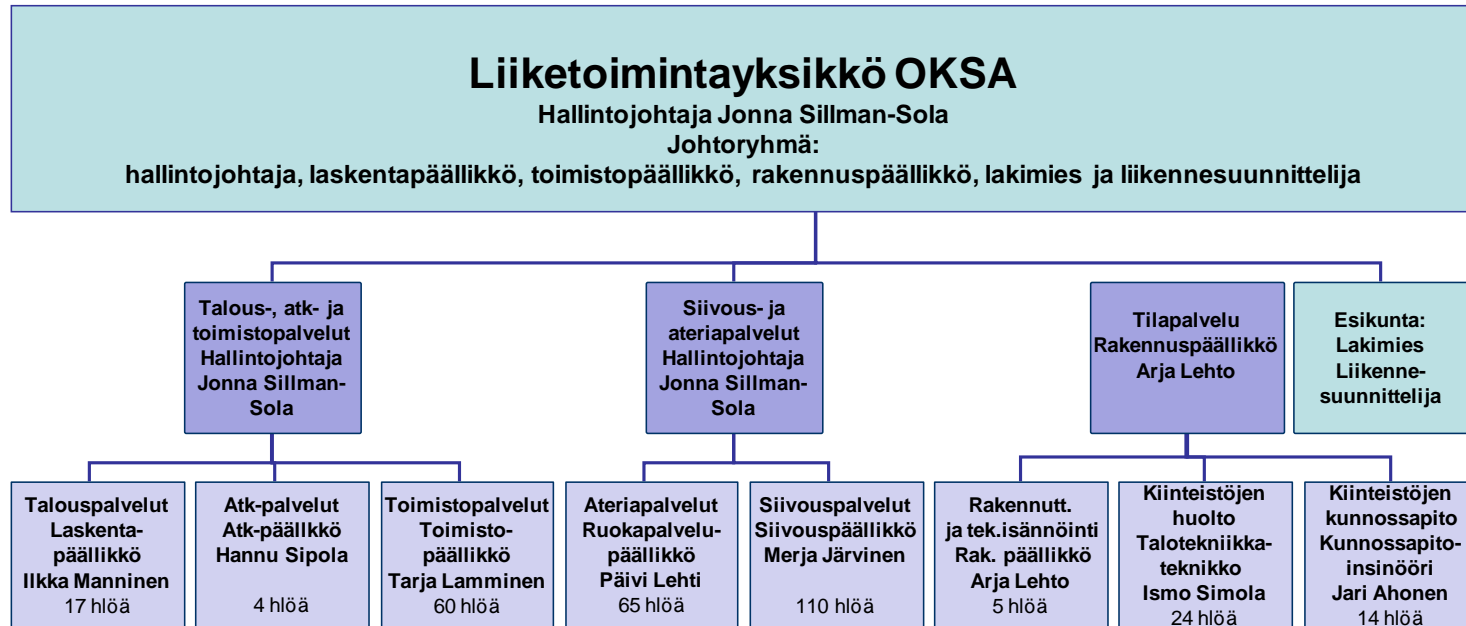 Liiketoimintayksikkö OKSA
Hallintojohtaja Jonna Sillman-Sola
Johtoryhmä:
hallintojohtaja, laskentapäällikkö, toimistopäällikkö, rakennuspäällikkö, lakimies ja liikennesuunnittelija
Talous-, atk- ja
toimistopalvelut
Hallintojohtaja
Jonna Sillman-
Sola
Siivous- ja
ateriapalvelut
Hallintojohtaja
Jonna Sillman-
Sola
Tilapalvelu
Rakennuspäällikkö
Arja Lehto
Esikunta:
Lakimies
Liikenne-
suunnittelija
Talouspalvelut
Laskenta-
päällikkö
Ilkka Manninen
17 hlöä
Atk-palvelut
Atk-päällkkö
Hannu Sipola
4 hlöä
Toimistopalvelut
Toimisto-
päällikkö
Tarja Lamminen
60 hlöä
Ateriapalvelut
Ruokapalvelu-
päällikkö
Päivi Lehti
65 hlöä
Siivouspalvelut
Siivouspäällikkö
Merja Järvinen
110 hlöä
Rakennutt.
ja tek.isännöinti
Rak. päällikkö
Arja Lehto
5 hlöä
Kiinteistöjen
huolto
Talotekniikka-
teknikko
Ismo Simola
24 hlöä
Kiinteistöjen
kunnossapito
Kunnossapito-
insinööri
Jari Ahonen
14 hlöä